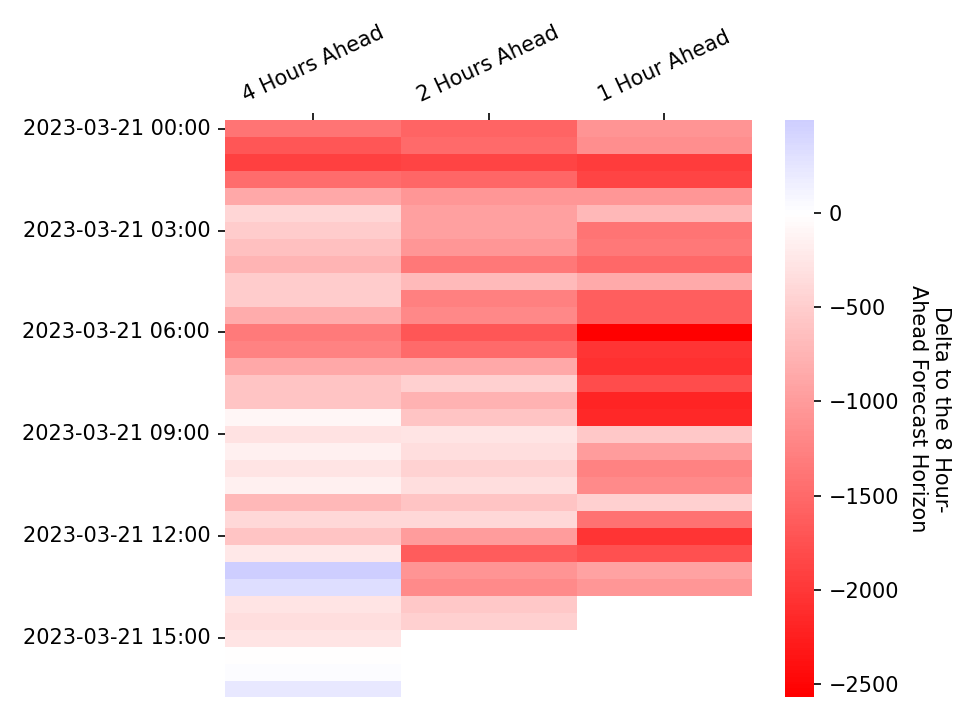 4 Hours Ahead
2 Hours Ahead
1 Hour Ahead
2023-03-21 00:00
2023-03-21 03:00
2023-03-21 06:00
2023-03-21 09:00
2023-03-21 12:00
2023-03-21 15:00
0
−500
−1000
−1500
−2000
−2500
Delta to the 8 Hour-
Ahead Forecast Horizon